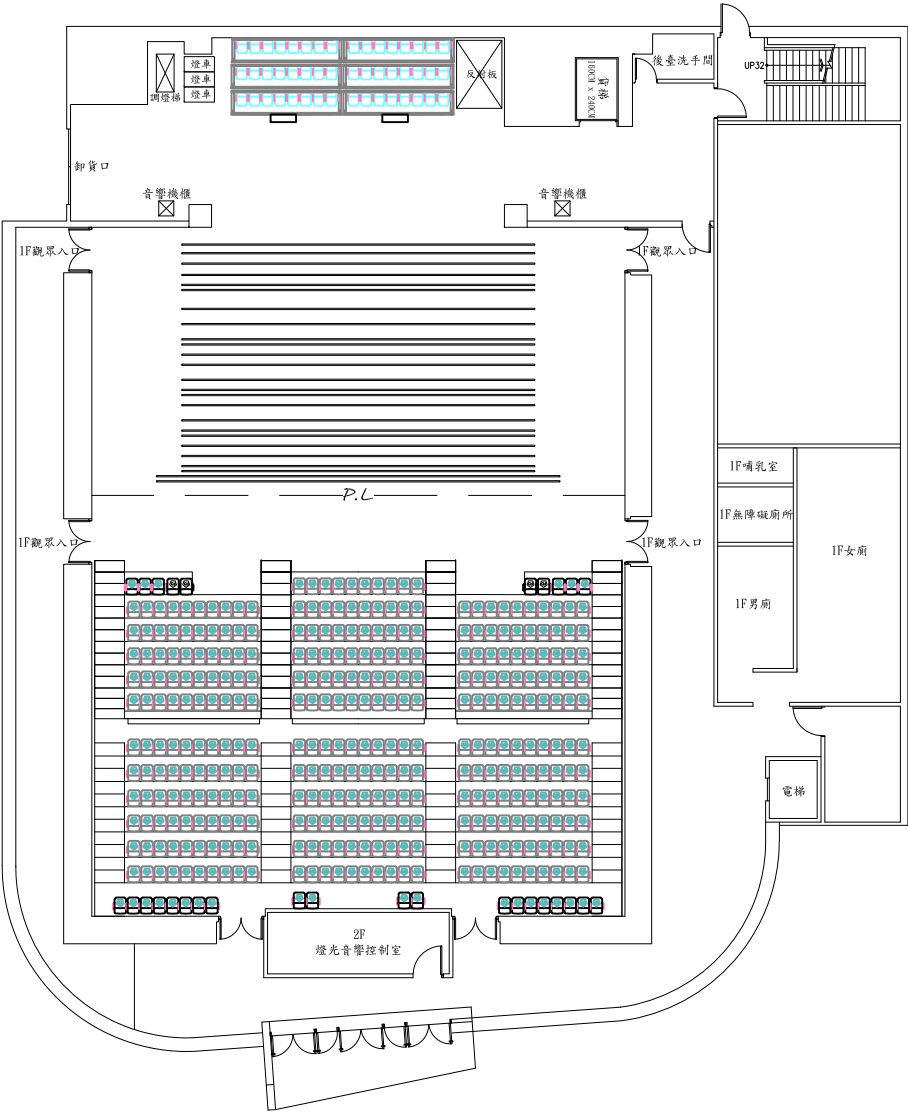 後臺洗手間
燈車
燈車
燈車
UP32
反射板
貨梯
160CM x 240CM
調燈梯
卸貨口
音響機櫃
音響機櫃
1F觀眾入口
1F觀眾入口
1F哺乳室
P.L
1F無障礙廁所
1F觀眾入口
1F觀眾入口
1F女廁
1F男廁
電梯
2F
燈光音響控制室